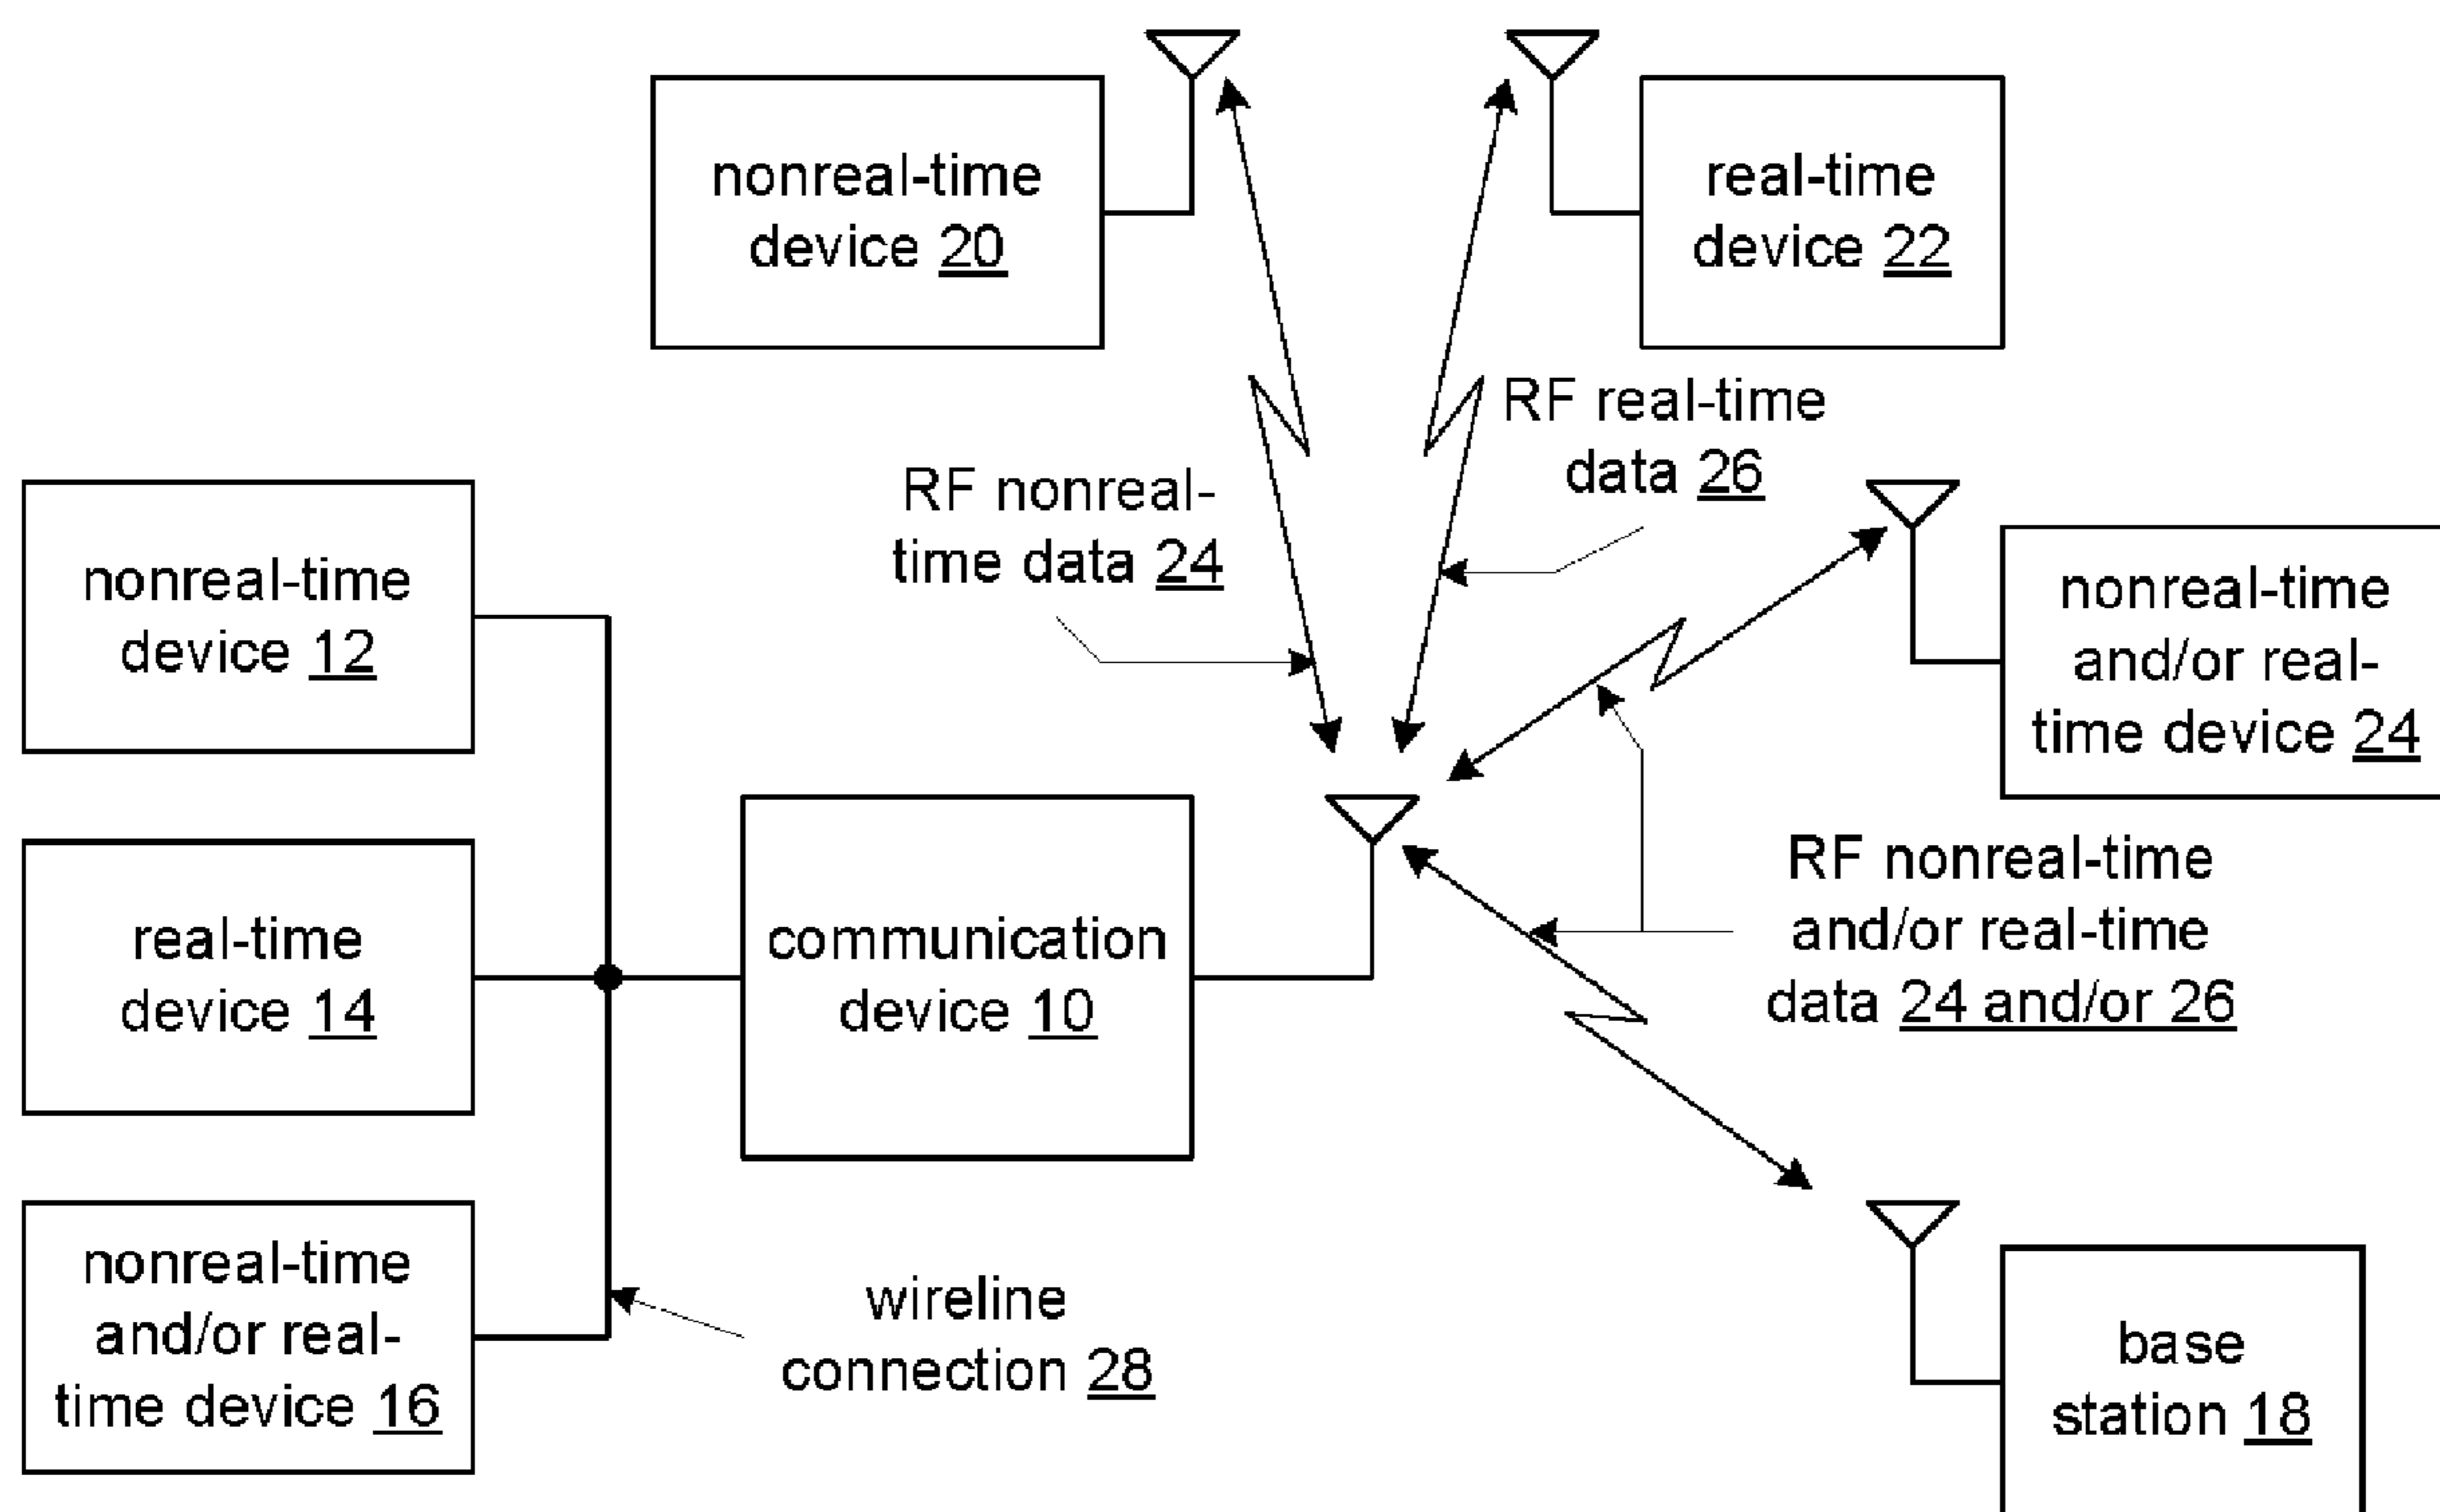 nonreal-time
device 20
real-time
device 22
RF real-time
data 26
RF nonreal-
time data 24
nonreal-time
device 12
nonreal-time
and/or real-
time device 24
real-time
device 14
communication
device 10
RF nonreal-time
and/or real-time
data 24 and/or 26
nonreal-time
and/or real-
time device 16
wireline
connection 28
base
station 18